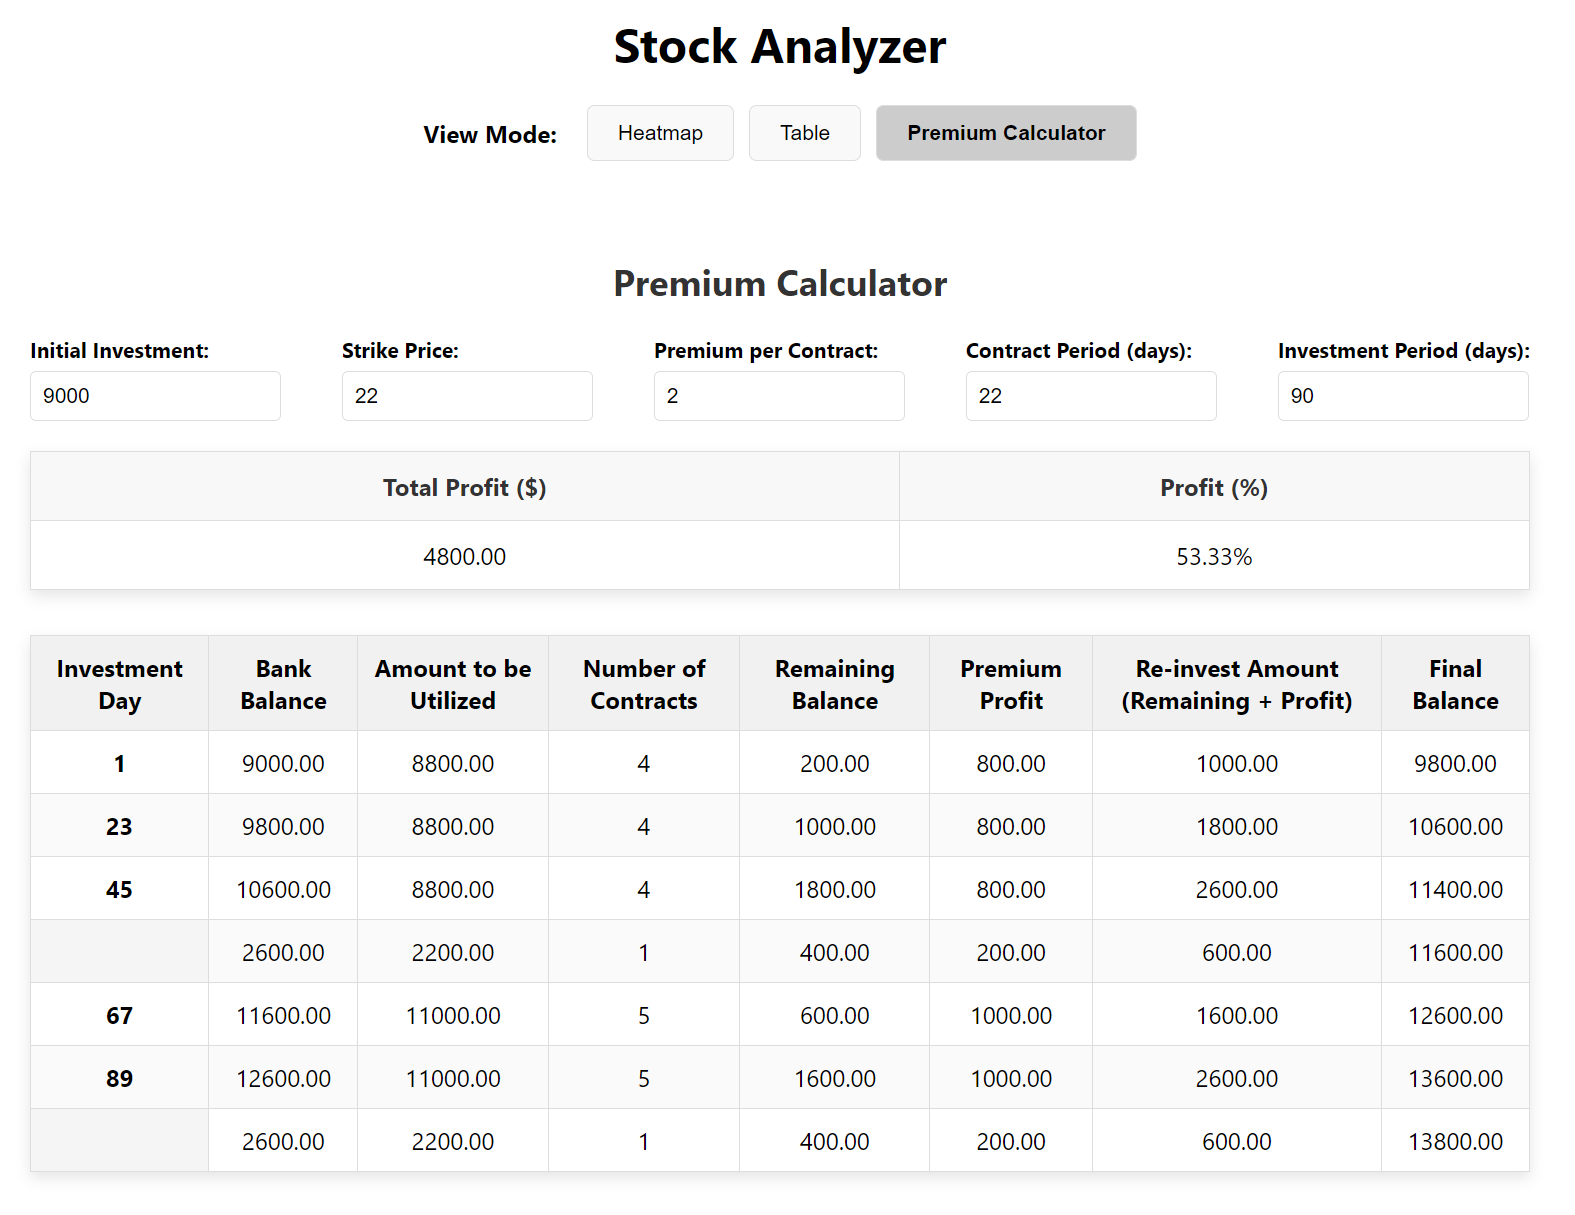 Stock Analyzer
View Mode: Heatmap Table Premium Calculator
Premium Calculator
Initial Investment: Strike Price: Premium per Contract: Contract Period (days): Investment Period (days):
9000 22 2 22 90
Total Profit ($) Profit (%)
4800.00 53.33%
Investment Day Bank Balance Amount to be Utilized Number of Contracts Remaining Balance Premium Profit Re-invest Amount (Remaining + Profit) Final Balance
1 9000.00 8800.00 4 200.00 800.00 1000.00 9800.00
23 9800.00 8800.00 4 1000.00 800.00 1800.00 10600.00
45 10600.00 8800.00 4 1800.00 800.00 2600.00 11400.00
2600.00 2200.00 1 400.00 200.00 600.00 11600.00
67 11600.00 11000.00 5 600.00 1000.00 1600.00 12600.00
89 12600.00 11000.00 5 1600.00 1000.00 2600.00 13600.00
2600.00 2200.00 1 400.00 200.00 600.00 13800.00